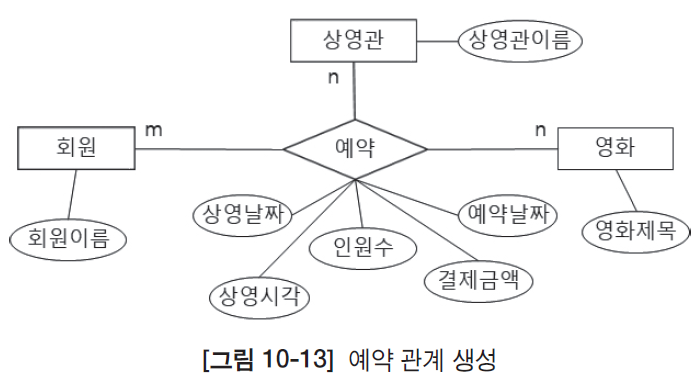 상영관
상영관이름
n
m
n
회원
예약
영화
상영날짜
예약날짜
회원이름
인원수
영화제목
상영시각
결제금액
[그림 10-13] 예약 관계 생성